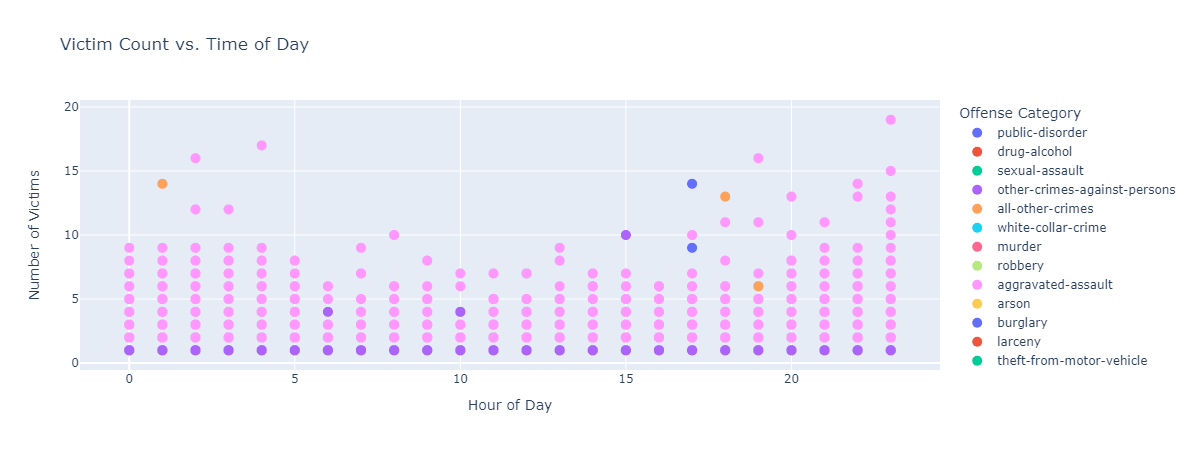 Victim Count vs. Time of Day
Number of Victims
20
15
10
5
0
0 5 10 15 20
Hour of Day
Offense Category
public-disorder
drug-alcohol
sexual-assault
other-crimes-against-persons
all-other-crimes
white-collar-crime
murder
robbery
aggravated-assault
arson
burglary
larceny
theft-from-motor-vehicle